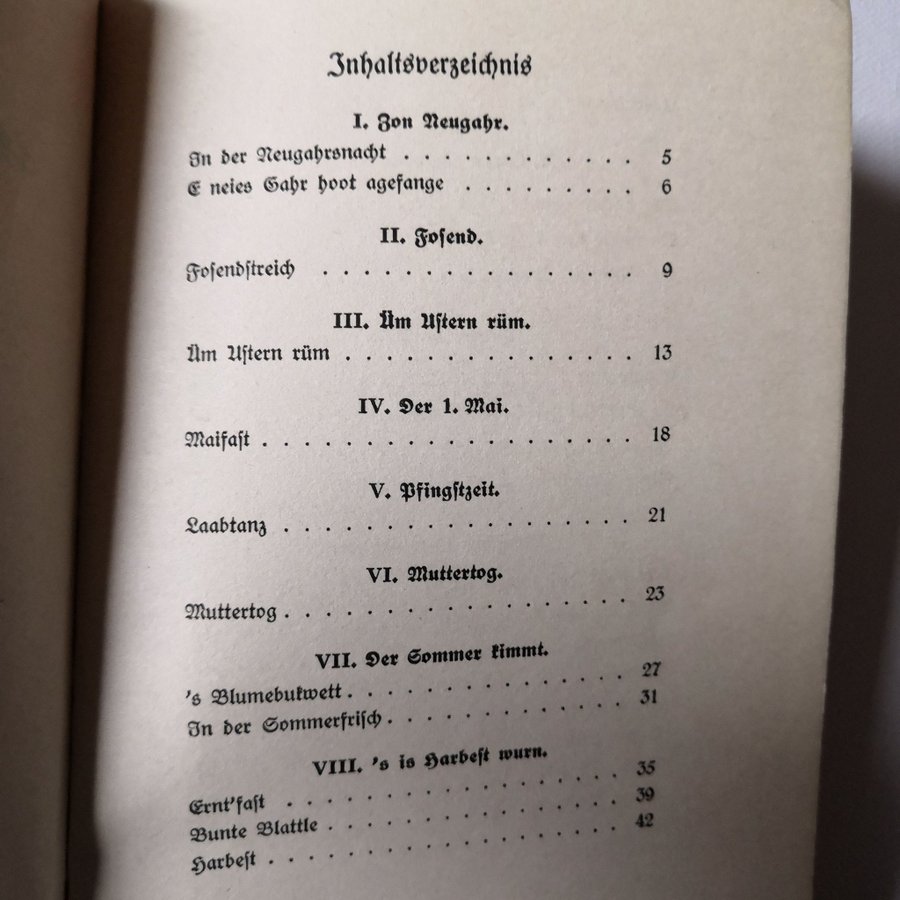 Inhaltsverzeichnis
I. Zon Neugahr.
In der Neugahrsnacht . . . . . . . . . . . . 5
E neies Gahr hoot agefange . . . . . . . . . 6
II. Fosend.
Fosendstreich . . . . . . . . . . . . . . . . 9
III. Üm Ustern rüm.
Üm Ustern rüm . . . . . . . . . . . . . . . 13
IV. Der 1. Mai.
Maifast . . . . . . . . . . . . . . . . . . . 18
V. Pfingstzeit.
Laabtanz . . . . . . . . . . . . . . . . . . 21
VI. Muttertog.
Muttertog . . . . . . . . . . . . . . . . . . 23
VII. Der Sommer kimmt.
's Blumebukwett . . . . . . . . . . . . . . 27
In der Sommerfrisch . . . . . . . . . . . . 31
VIII. 's is Harbest wurn.
Ernt'fast . . . . . . . . . . . . . . . . . . 35
Bunte Blattle . . . . . . . . . . . . . . . . 39
Harbest . . . . . . . . . . . . . . . . . . . 42